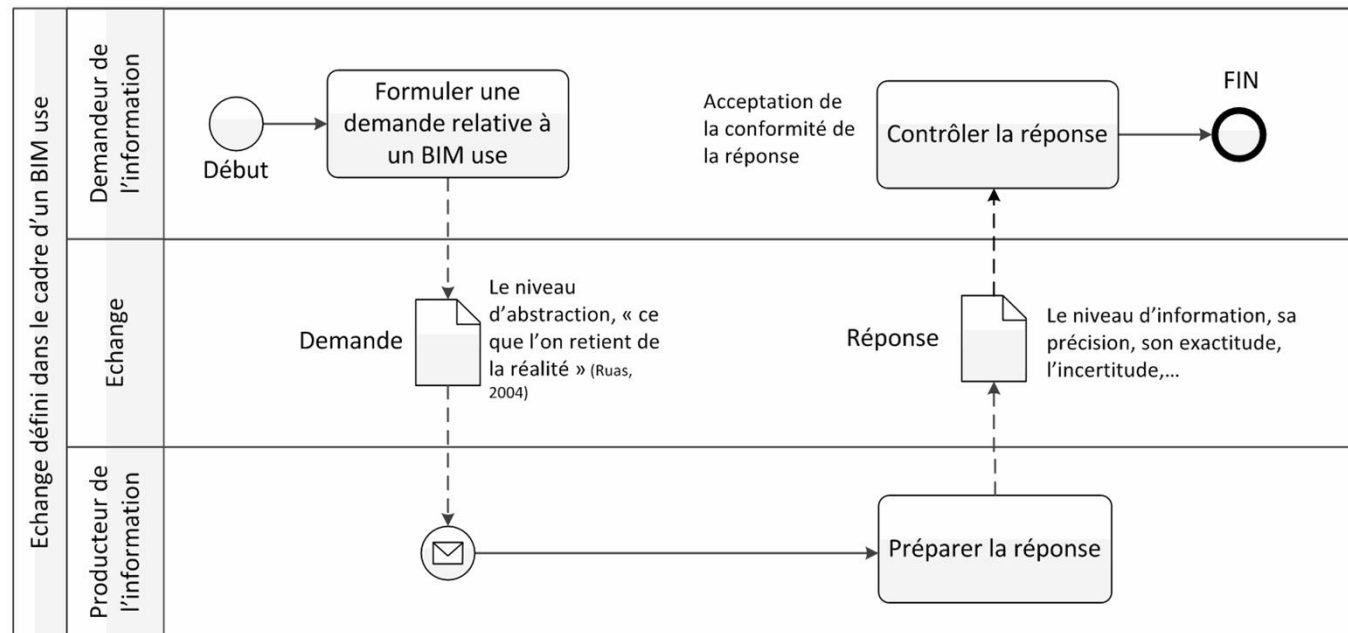 Echange défini dans le cadre d’un BIM use
Demandeur de
l’information
Début
Formuler une
demande relative à
un BIM use
Acceptation de
la conformité de
la réponse
Contrôler la réponse
FIN
Echange
Demande
Le niveau
d’abstraction, « ce
que l’on retient de
la réalité » (Ruas,
2004)
Réponse
Le niveau d’information, sa
précision, son exactitude,
l’incertitude,…
Producteur de
l’information
Préparer la réponse